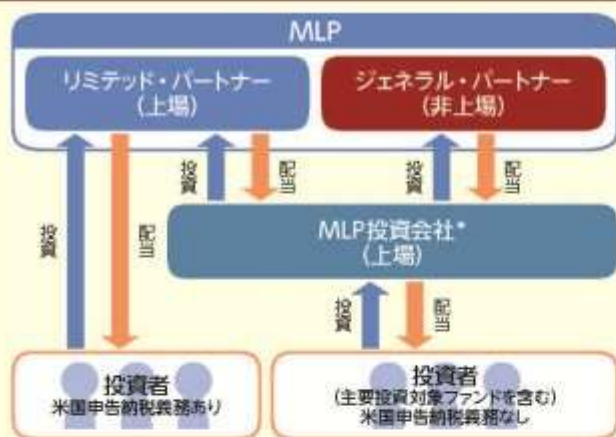 MLP
リミテッド・パートナー
(上場)
ジェネラル・パートナー
(非上場)
投資
配当
投資
配当
投資
配当
MLP投資会社*
(上場)
投資
配当
投資者
米国申告納税義務あり
投資者
(主要投資対象ファンドを含む)
米国申告納税義務なし